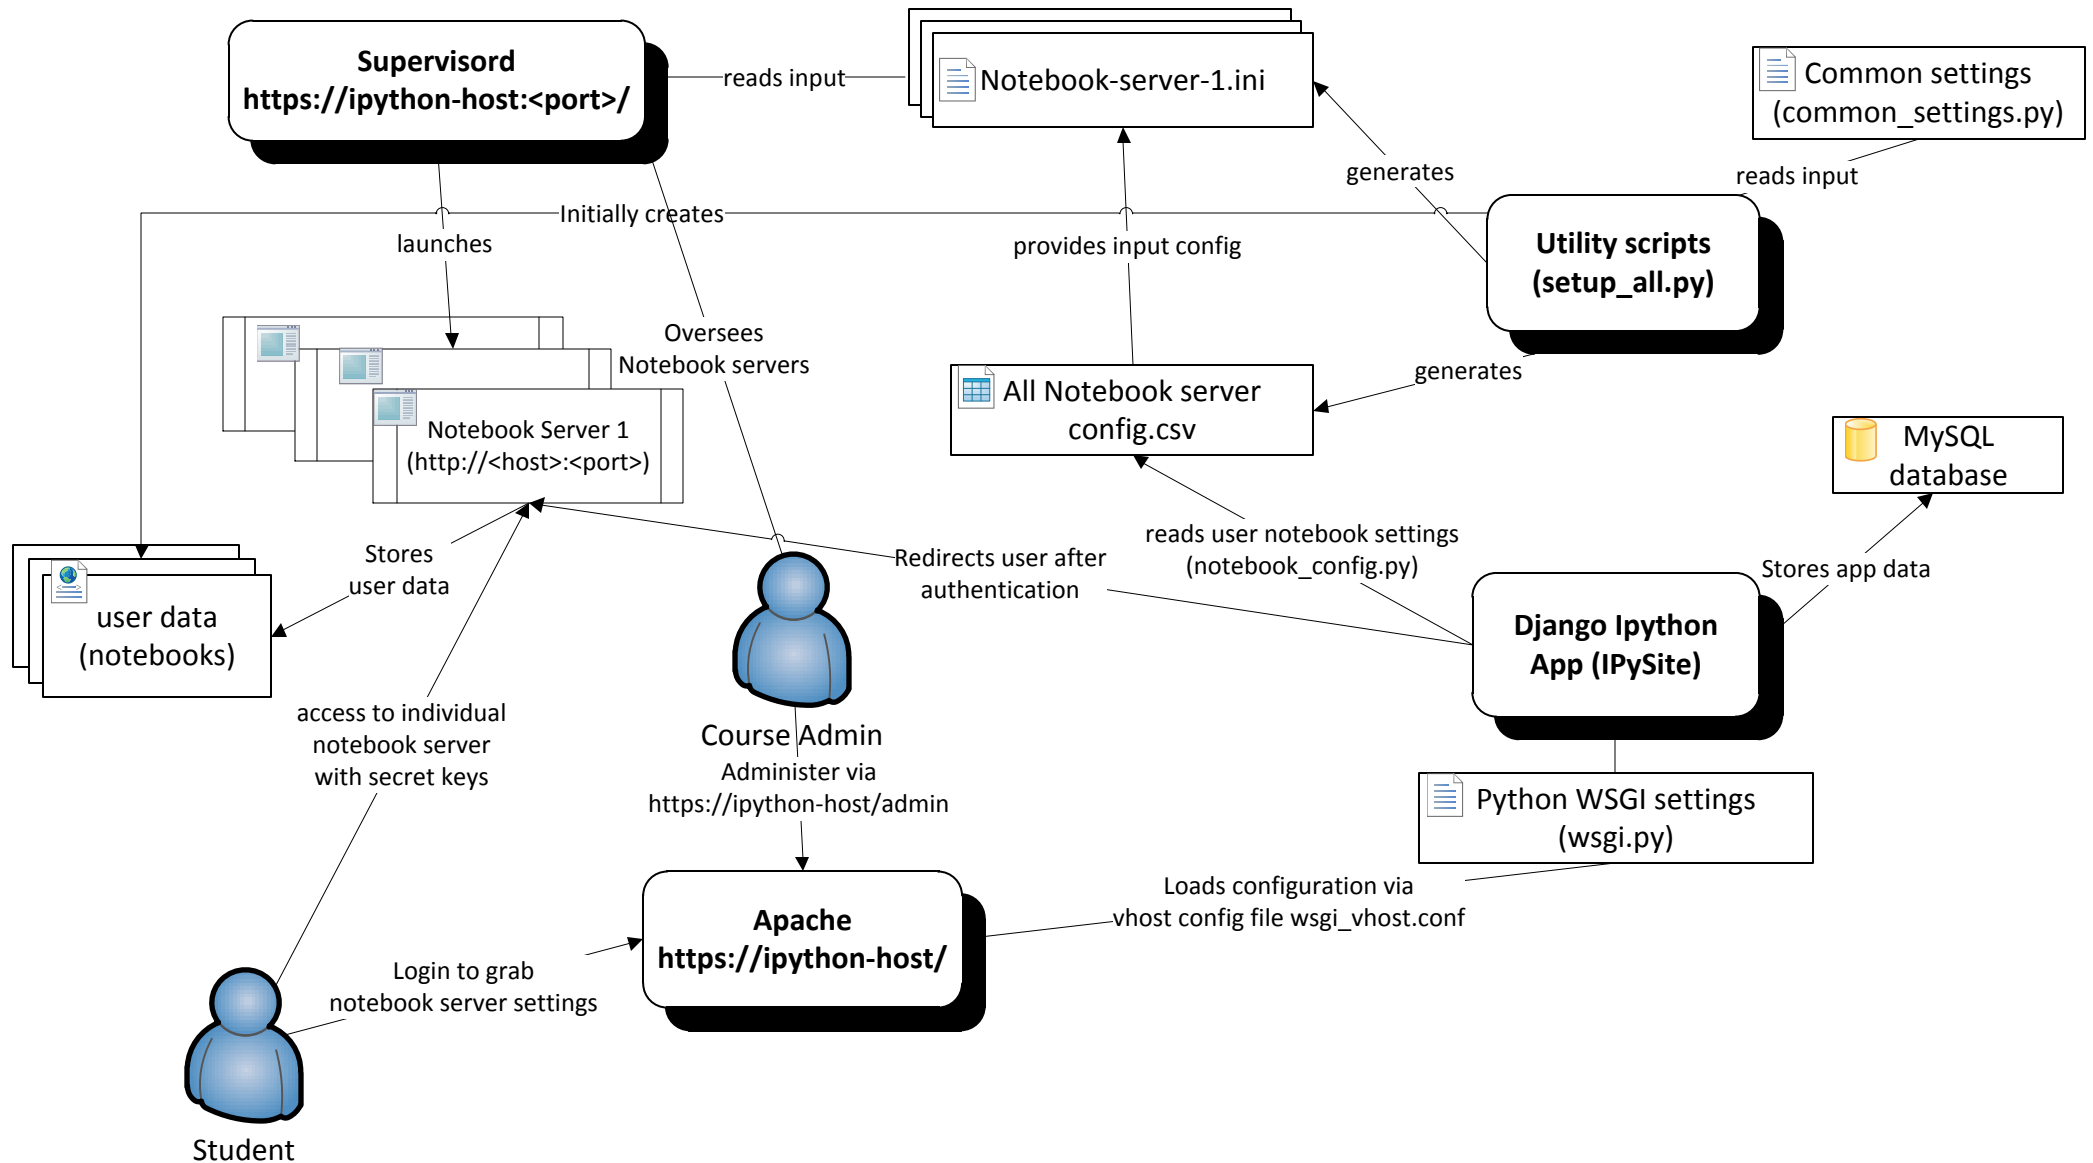 Supervisord
https://ipython-host:<port>/
reads input
Notebook-server-1.ini
Common settings
(common_settings.py)
generates
reads input
Initially creates
launches
provides input config
Utility scripts
(setup_all.py)
Oversees
Notebook servers
generates
All Notebook server
config.csv
Notebook Server 1
(http://<host>:<port>)
MySQL
database
Stores
user data
Redirects user after
authentication
reads user notebook settings
(notebook_config.py)
Stores app data
user data
(notebooks)
Django Ipython
App (IPySite)
access to individual
notebook server
with secret keys
Course Admin
Administer via
https://ipython-host/admin
Python WSGI settings
(wsgi.py)
Apache
https://ipython-host/
Loads configuration via
vhost config file wsgi_vhost.conf
Login to grab
notebook server settings
Student